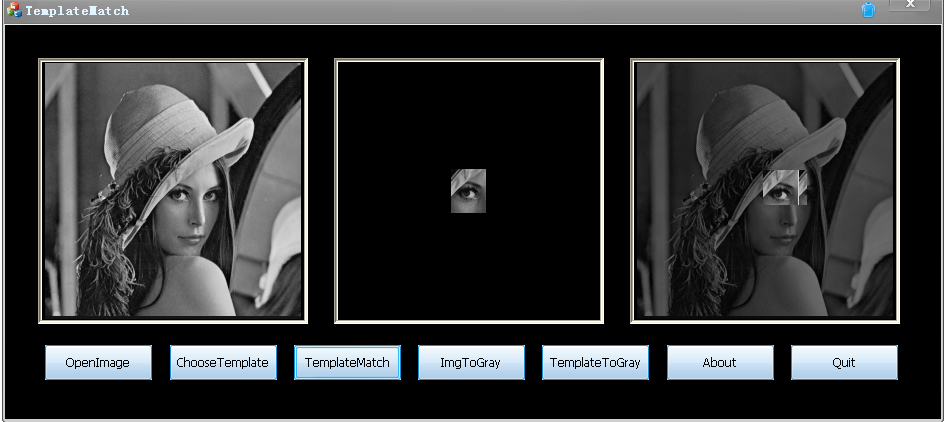 TemplateMatch
OpenImage
ChooseTemplate
TemplateMatch
ImgToGray
TemplateToGray
About
Quit